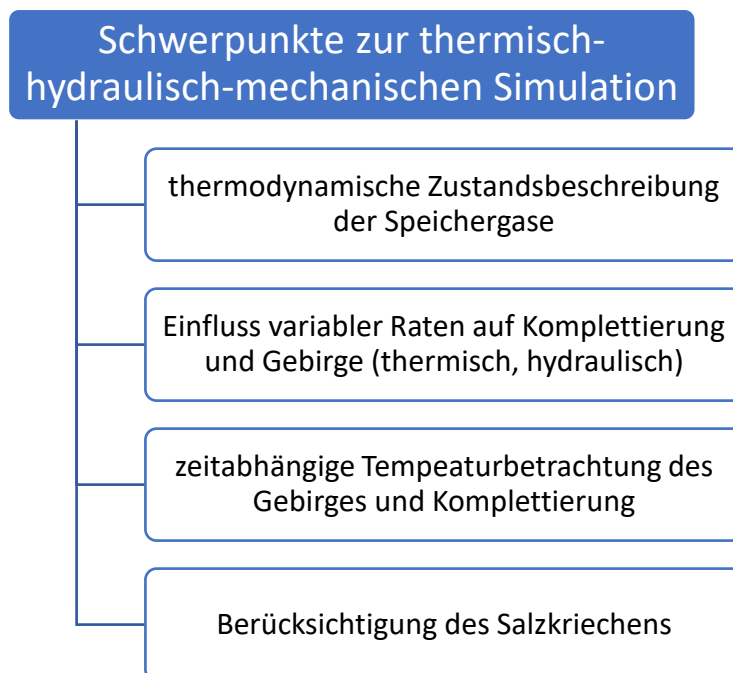 Schwerpunkte zur thermisch-
hydraulisch-mechanischen Simulation
thermodynamische Zustandsbeschreibung
der Speichergase
Einfluss variabler Raten auf Komplettierung
und Gebirge (thermisch, hydraulisch)
zeitabhängige Tempeaturbetrachtung des
Gebirges und Komplettierung
Berücksichtigung des Salzkriechens